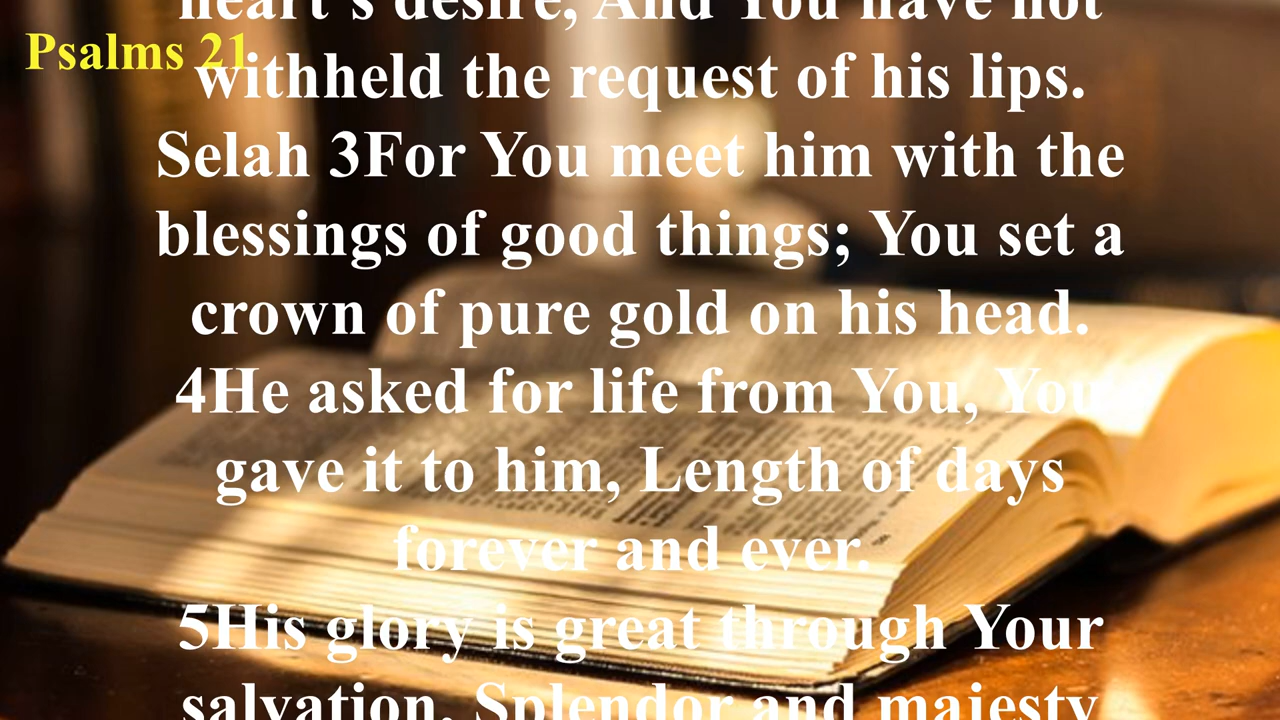 Psalms 21
heart's desire, And You have not
withheld the request of his lips.
Selah 3For You meet him with the
blessings of good things; You set a
crown of pure gold on his head.
4He asked for life from You, You
gave it to him, Length of days
forever and ever.
5His glory is great through Your
salvation, Splendor and majesty